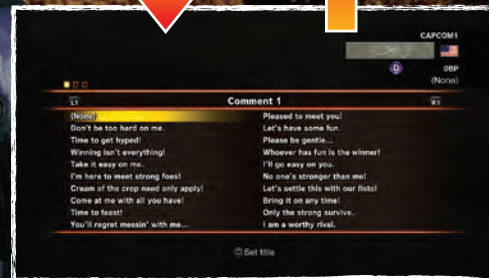 CAPCOM1
D
0BP
(None)
L1
Comment 1
R1
(None)
Pleased to meet you!
Don't be too hard on me.
Let's have some fun.
Time to get hyped!
Please be gentle...
Winning isn't everything!
Whoever has fun is the winner!
Take it easy on me.
I'll go easy on you.
I'm here to meet strong foes!
No one's stronger than me!
Cream of the crop need only apply!
Let's settle this with our fists!
Come at me with all you have!
Bring it on any time!
Time to feast!
Only the strong survive.
You'll regret messin' with me...
I am a worthy rival.
Set title